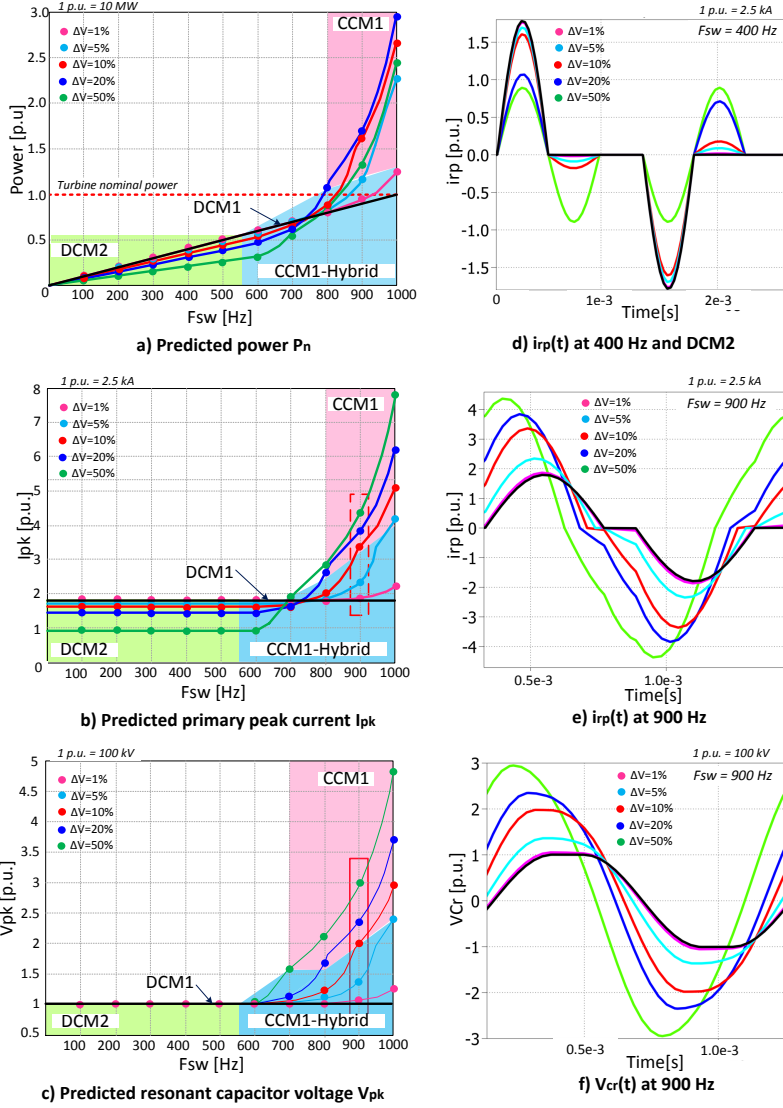 1 p.u. = 10 MW
3.0
2.5
2.0
1.5
1.0
0.5
ΔV=1%
ΔV=5%
ΔV=10%
ΔV=20%
ΔV=50%
CCM1
Turbine nominal power
DCM1
DCM2
CCM1-Hybrid
Power [p.u]
0 100 200 300 400 500 600 700 800 900 1000
Fsw [Hz]
a) Predicted power Pn
1 p.u. = 2.5 kA
Fsw = 400 Hz
1.5
1.0
0.5
0.0
-0.5
-1.0
-1.5
ΔV=1%
ΔV=5%
ΔV=10%
ΔV=20%
ΔV=50%
irp [p.u.]
0 1e-3 2e-3
Time[s]
d) irp(t) at 400 Hz and DCM2
1 p.u. = 2.5 kA
8
7
6
5
4
3
2
1
0
ΔV=1%
ΔV=5%
ΔV=10%
ΔV=20%
ΔV=50%
CCM1
DCM1
DCM2
CCM1-Hybrid
Ipk [p.u.]
100 200 300 400 500 600 700 800 900 1000
Fsw [Hz]
b) Predicted primary peak current Ipk
1 p.u. = 2.5 kA
Fsw = 900 Hz
4
3
2
1
0
-1
-2
-3
-4
ΔV=1%
ΔV=5%
ΔV=10%
ΔV=20%
ΔV=50%
irp [p.u.]
0.5e-3 1.0e-3
Time[s]
e) irp(t) at 900 Hz
1 p.u. = 100 kV
5
4.5
4
3.5
3
2.5
2
1.5
1
0.5
ΔV=1%
ΔV=5%
ΔV=10%
ΔV=20%
ΔV=50%
CCM1
DCM1
DCM2
CCM1-Hybrid
Vpk [p.u.]
100 200 300 400 500 600 700 800 900 1000
Fsw [Hz]
c) Predicted resonant capacitor voltage Vpk
1 p.u. = 100 kV
Fsw = 900 Hz
3
2
1
0
-1
-2
-3
ΔV=1%
ΔV=5%
ΔV=10%
ΔV=20%
ΔV=50%
VCr [p.u.]
0.5e-3 1.0e-3
Time[s]
f) Vcr(t) at 900 Hz